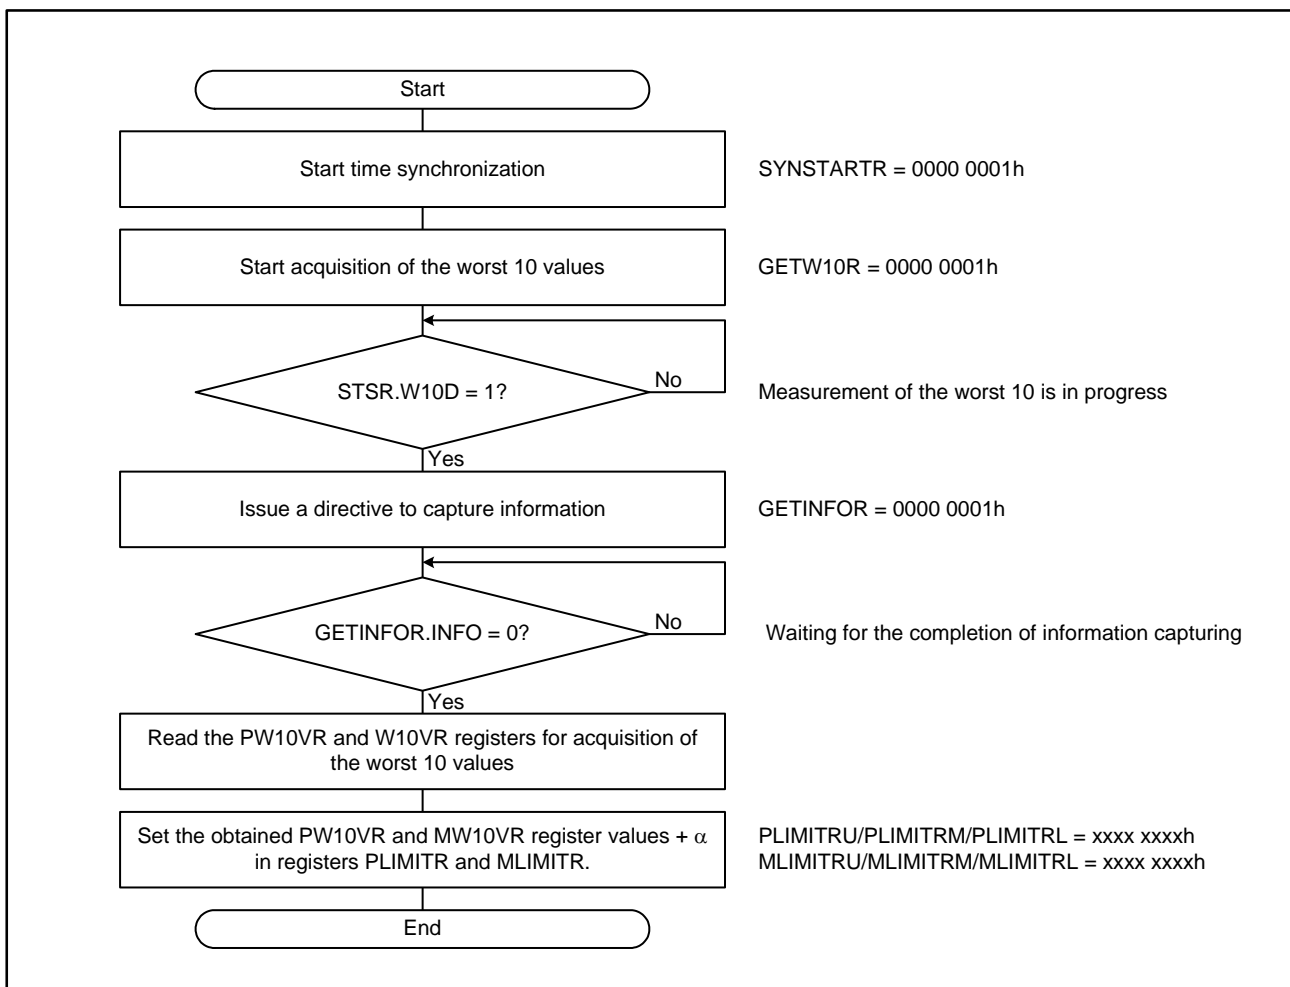 Start
Start time synchronization
SYNSTARTR = 0000 0001h
Start acquisition of the worst 10 values
GETW10R = 0000 0001h
STSR.W10D = 1?
No
Measurement of the worst 10 is in progress
Yes
Issue a directive to capture information
GETINFOR = 0000 0001h
GETINFOR.INFO = 0?
No
Waiting for the completion of information capturing
Yes
Read the PW10VR and W10VR registers for acquisition of
the worst 10 values
Set the obtained PW10VR and MW10VR register values + α
in registers PLIMITR and MLIMITR.
PLIMITRU/PLIMITRM/PLIMITRL = xxxx xxxxh
MLIMITRU/MLIMITRM/MLIMITRL = xxxx xxxxh
End